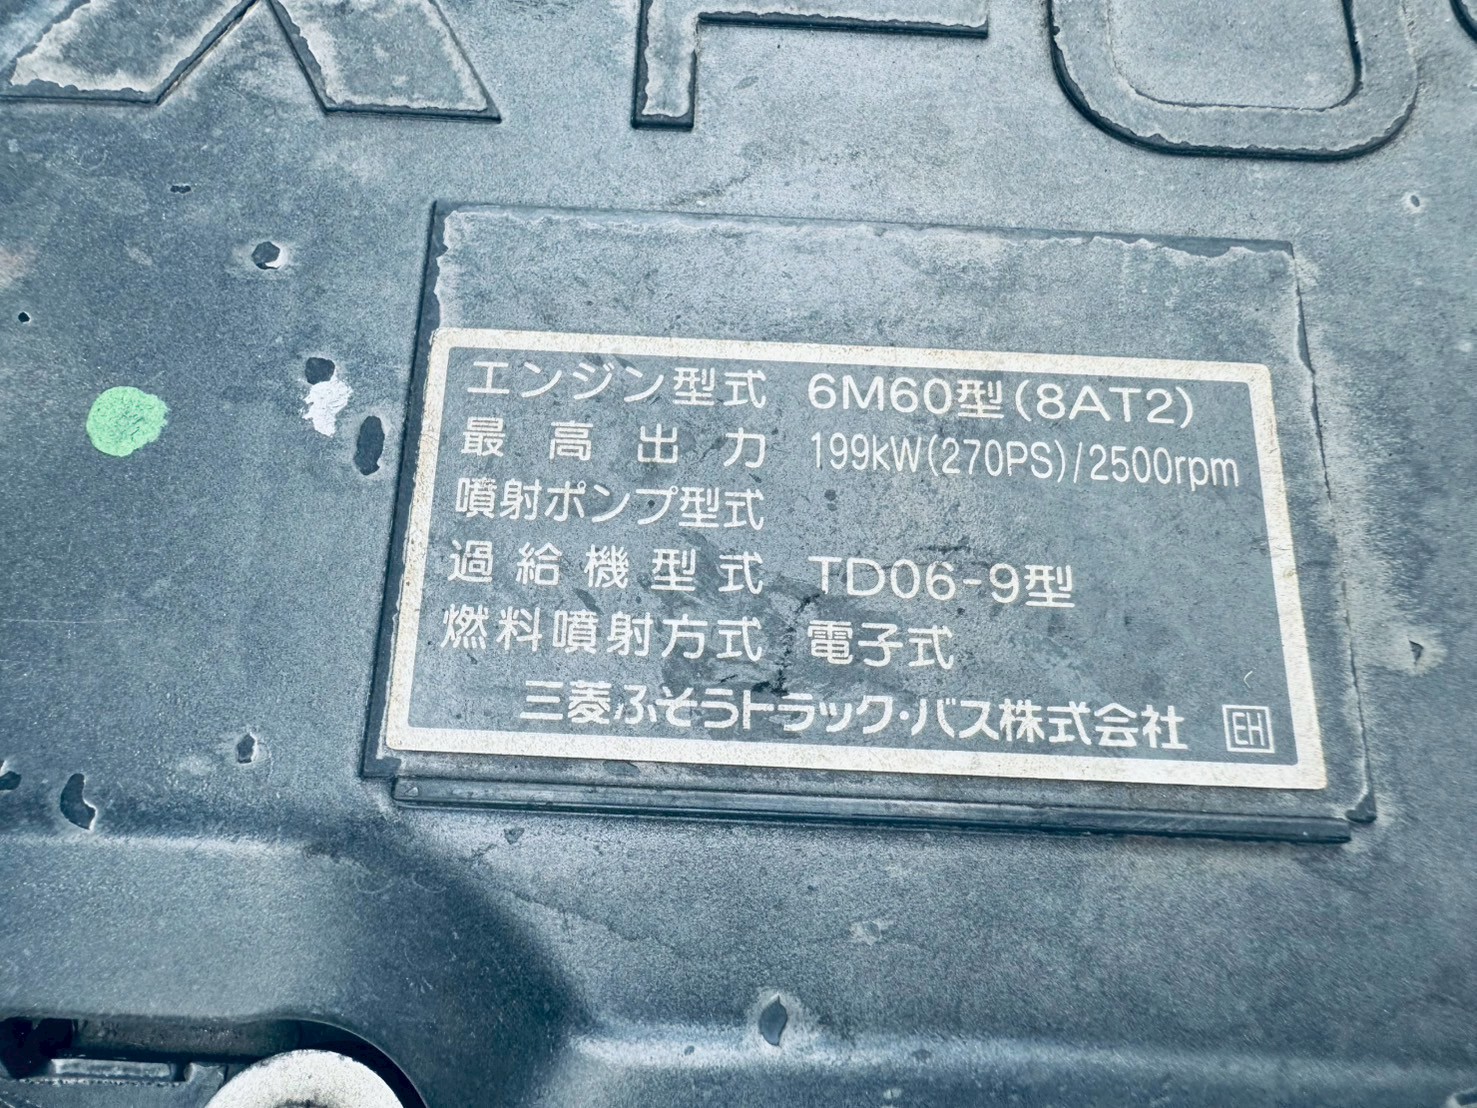 エンジン型式 6M60型(8AT2)
最高出力 199kW(270PS)/2500rpm
噴射ポンプ型式
過給機型式 TD06-9型
燃料噴射方式 電子式
三菱ふそうトラック・バス株式会社 EH